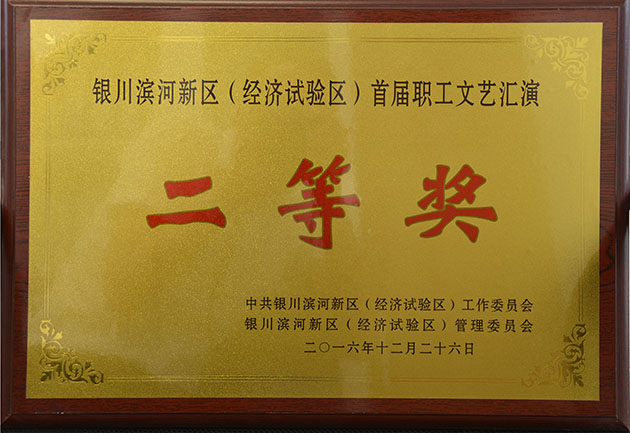 银川滨河新区（经济试验区）首届职工文艺汇演
二等奖
中共银川滨河新区（经济试验区）工作委员会
银川滨河新区（经济试验区）管理委员会
二〇一六年十二月二十六日